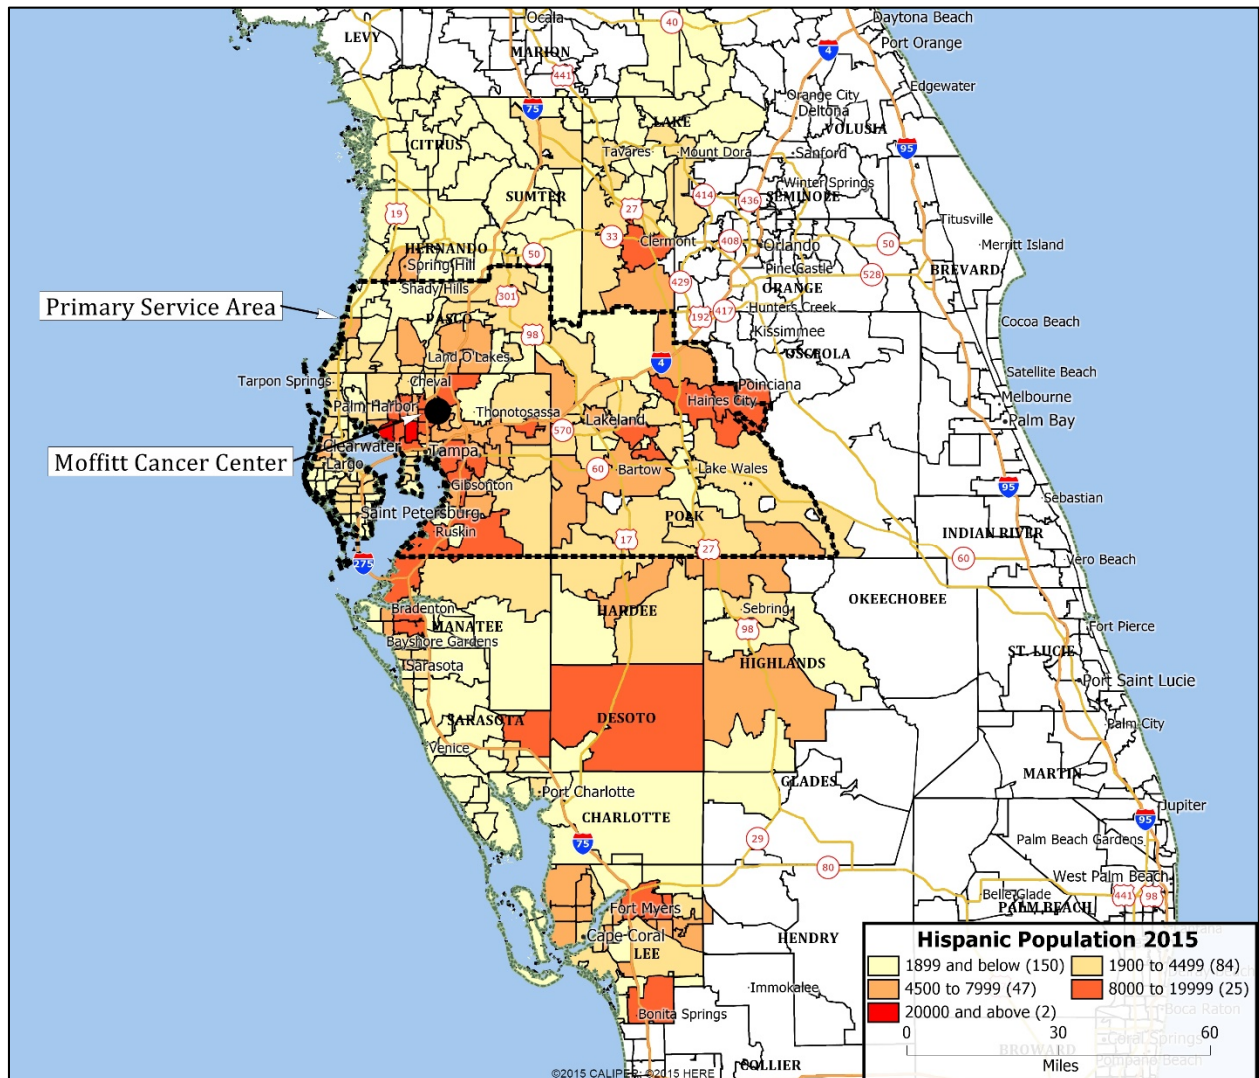 Ocala
40
Daytona Beach
LEVY
Port Orange
4
MARION
441
Edgewater
75
Orange City
Deltona
LAKE
VOLUSIA
CITRUS
95
Tavares
Mount Dora
Sanford
Winter Springs
SUMTER
414
436
SEMINOLE
19
27
Titusville
33
Clermont
408
Orlando
50
Merritt Island
HERNANDO
50
Spring Hill
Pine Castle
528
BREVARD
429
Shady Hills
301
ORANGE
Primary Service Area
Hunters Creek
417
192
PASCO
Cocoa Beach
98
Kissimmee
Land O'Lakes
4
OSCEOLA
Satellite Beach
Tarpon Springs
Cheval
Poinciana
Melbourne
Palm Harbor
Haines City
Thonotosassa
Lakeland
Palm Bay
570
Clearwater
Tampa
Moffitt Cancer Center
Largo
60
Bartow
Lake Wales
Gibsonton
95
Sebastian
Saint Petersburg
POLK
Ruskin
INDIAN RIVER
17
27
275
60
Vero Beach
Bradenton
HARDEE
Sebring
OKEECHOBEE
MANATEE
98
Fort Pierce
Bayshore Gardens
ST. LUCIE
Sarasota
HIGHLANDS
Port Saint Lucie
SARASOTA
DESOTO
Palm City
Venice
MARTIN
GLADES
Port Charlotte
Jupiter
CHARLOTTE
95
75
29
Palm Beach Gardens
80
West Palm Beach
Belle Glade
441
98
Fort Myers
PALM BEACH
Cape Coral
HENDRY
LEE
Immokalee
Bonita Springs
COLLIER
Hispanic Population 2015
1899 and below (150)
1900 to 4499 (84)
4500 to 7999 (47)
8000 to 19999 (25)
20000 and above (2)
Boca Raton
0
30
60
Coral Springs
BROWARD
Miles
Pompano Beach
©2015 CALIPER; ©2015 HERE